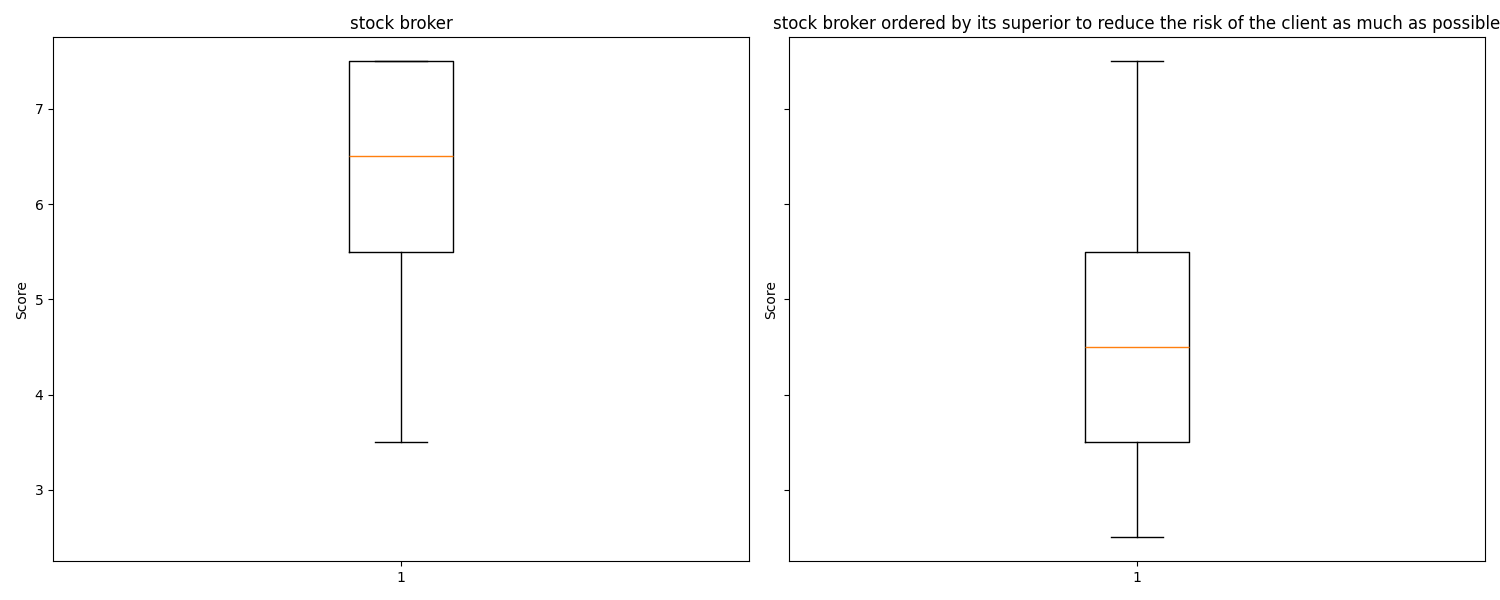 stock broker
stock broker ordered by its superior to reduce the risk of the client as much as possible
7
6
5
4
3
Score
Score
1
1